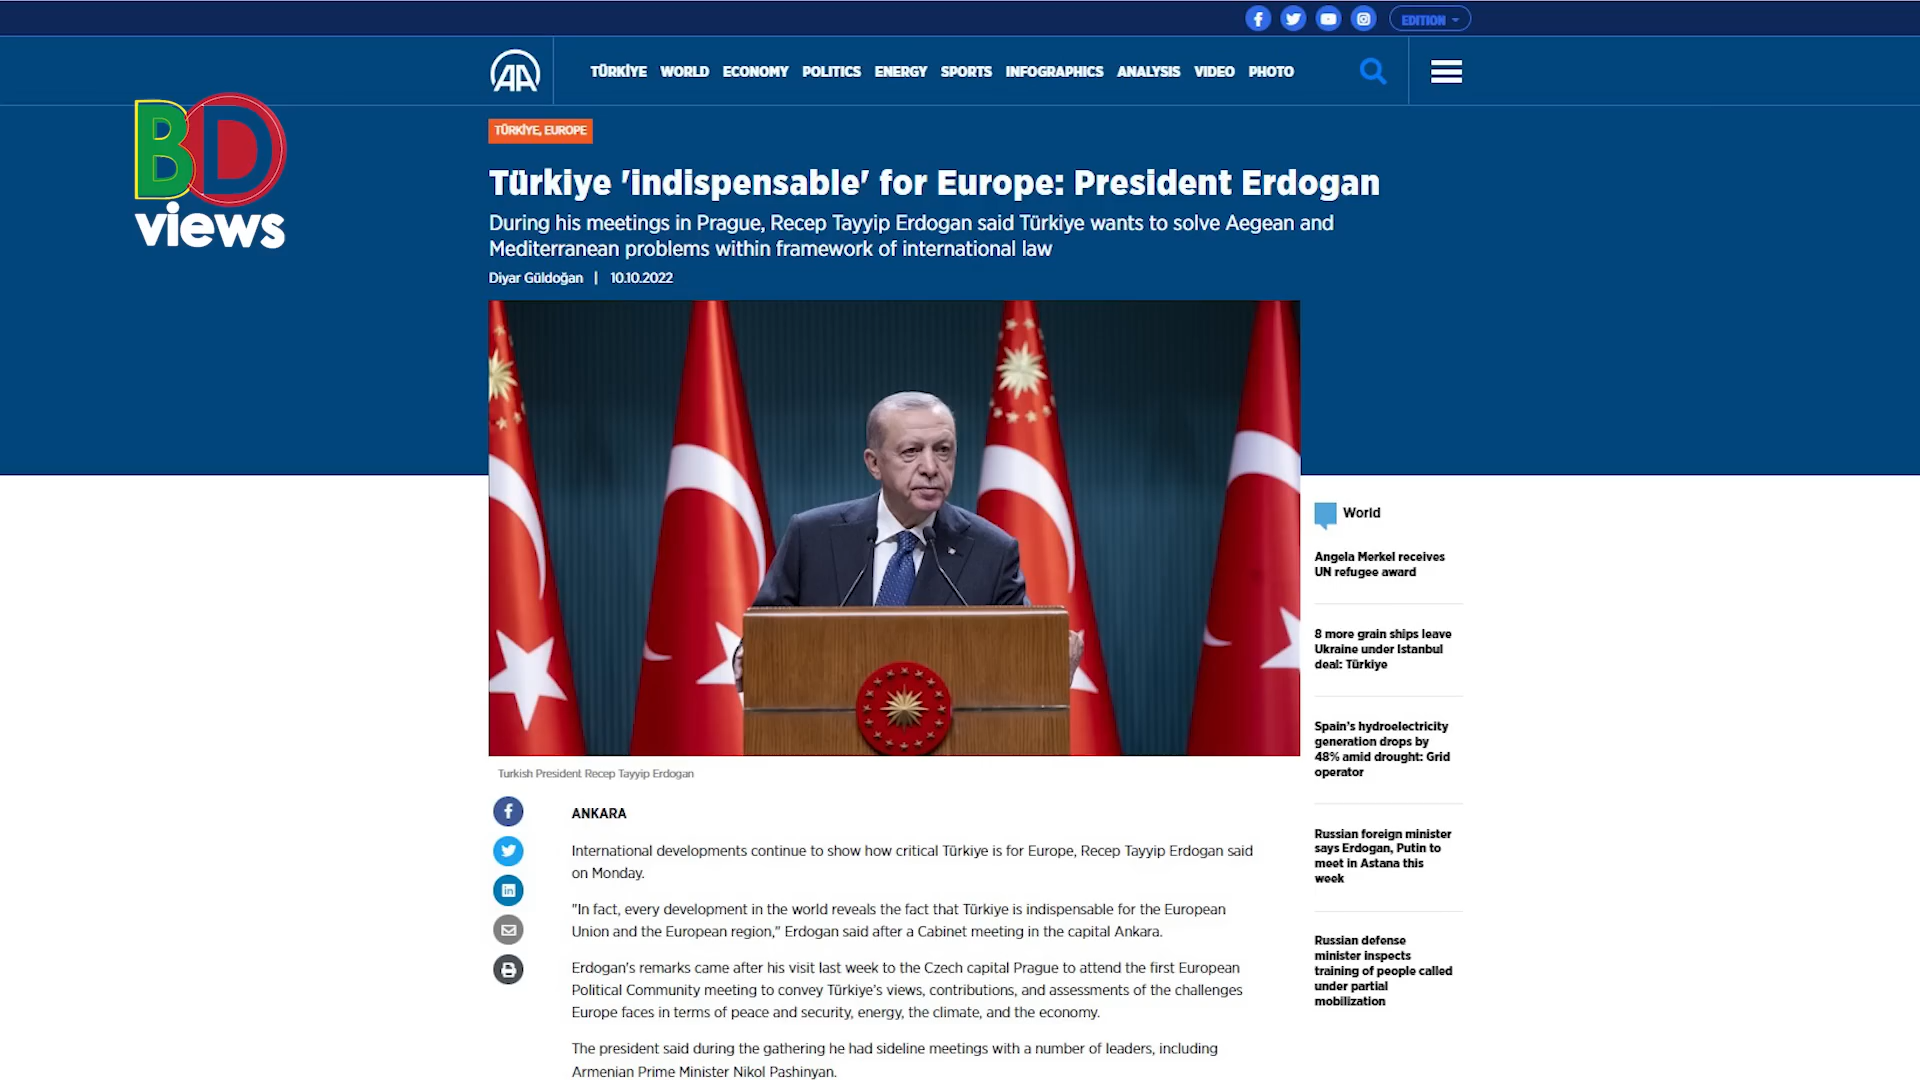 EDITION
AA
TÜRKİYE WORLD ECONOMY POLITICS ENERGY SPORTS INFOGRAPHICS ANALYSIS VIDEO PHOTO
BD
views
TÜRKİYE, EUROPE
Türkiye 'indispensable' for Europe: President Erdogan
During his meetings in Prague, Recep Tayyip Erdogan said Türkiye wants to solve Aegean and
Mediterranean problems within framework of international law
Diyar Güldoğan | 10.10.2022
Turkish President Recep Tayyip Erdogan
ANKARA
International developments continue to show how critical Türkiye is for Europe, Recep Tayyip Erdogan said
on Monday.
"In fact, every development in the world reveals the fact that Türkiye is indispensable for the European
Union and the European region," Erdogan said after a Cabinet meeting in the capital Ankara.
Erdogan's remarks came after his visit last week to the Czech capital Prague to attend the first European
Political Community meeting to convey Türkiye's views, contributions, and assessments of the challenges
Europe faces in terms of peace and security, energy, the climate, and the economy.
The president said during the gathering he had sideline meetings with a number of leaders, including
Armenian Prime Minister Nikol Pashinyan.
World
Angela Merkel receives
UN refugee award
8 more grain ships leave
Ukraine under Istanbul
deal: Türkiye
Spain's hydroelectricity
generation drops by
48% amid drought: Grid
operator
Russian foreign minister
says Erdogan, Putin to
meet in Astana this
week
Russian defense
minister inspects
training of people called
under partial
mobilization